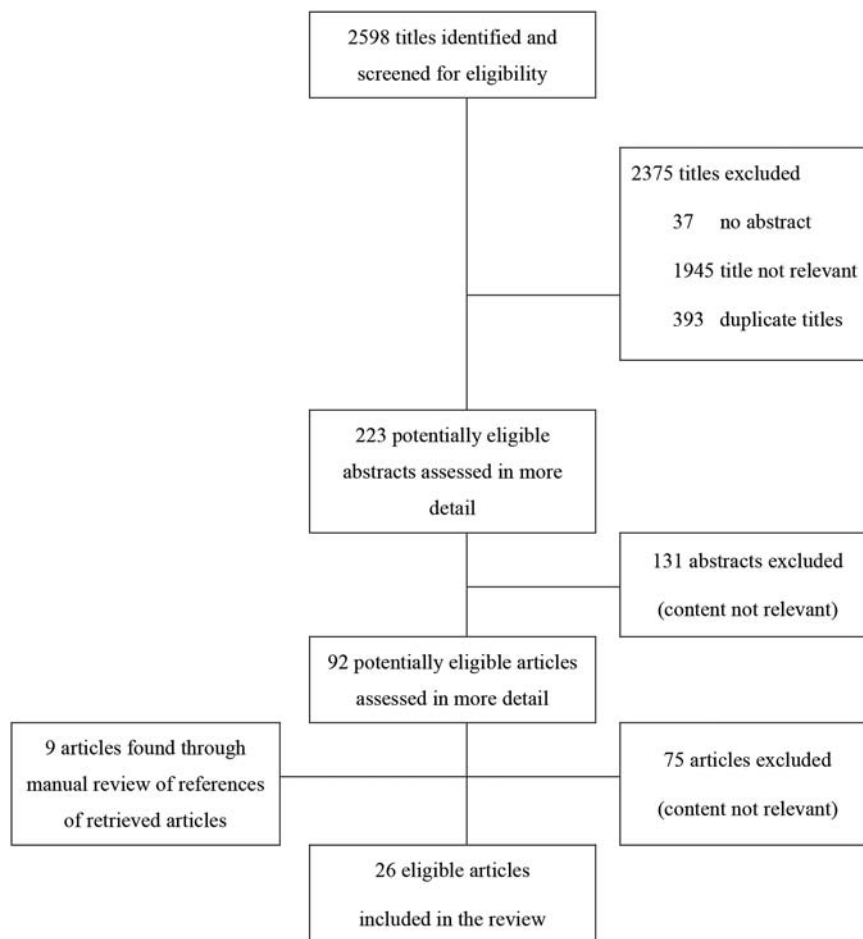 2598 titles identified and
screened for eligibility
2375 titles excluded
37 no abstract
1945 title not relevant
393 duplicate titles
223 potentially eligible
abstracts assessed in more
detail
131 abstracts excluded
(content not relevant)
92 potentially eligible articles
assessed in more detail
9 articles found through
manual review of references
of retrieved articles
75 articles excluded
(content not relevant)
26 eligible articles
included in the review